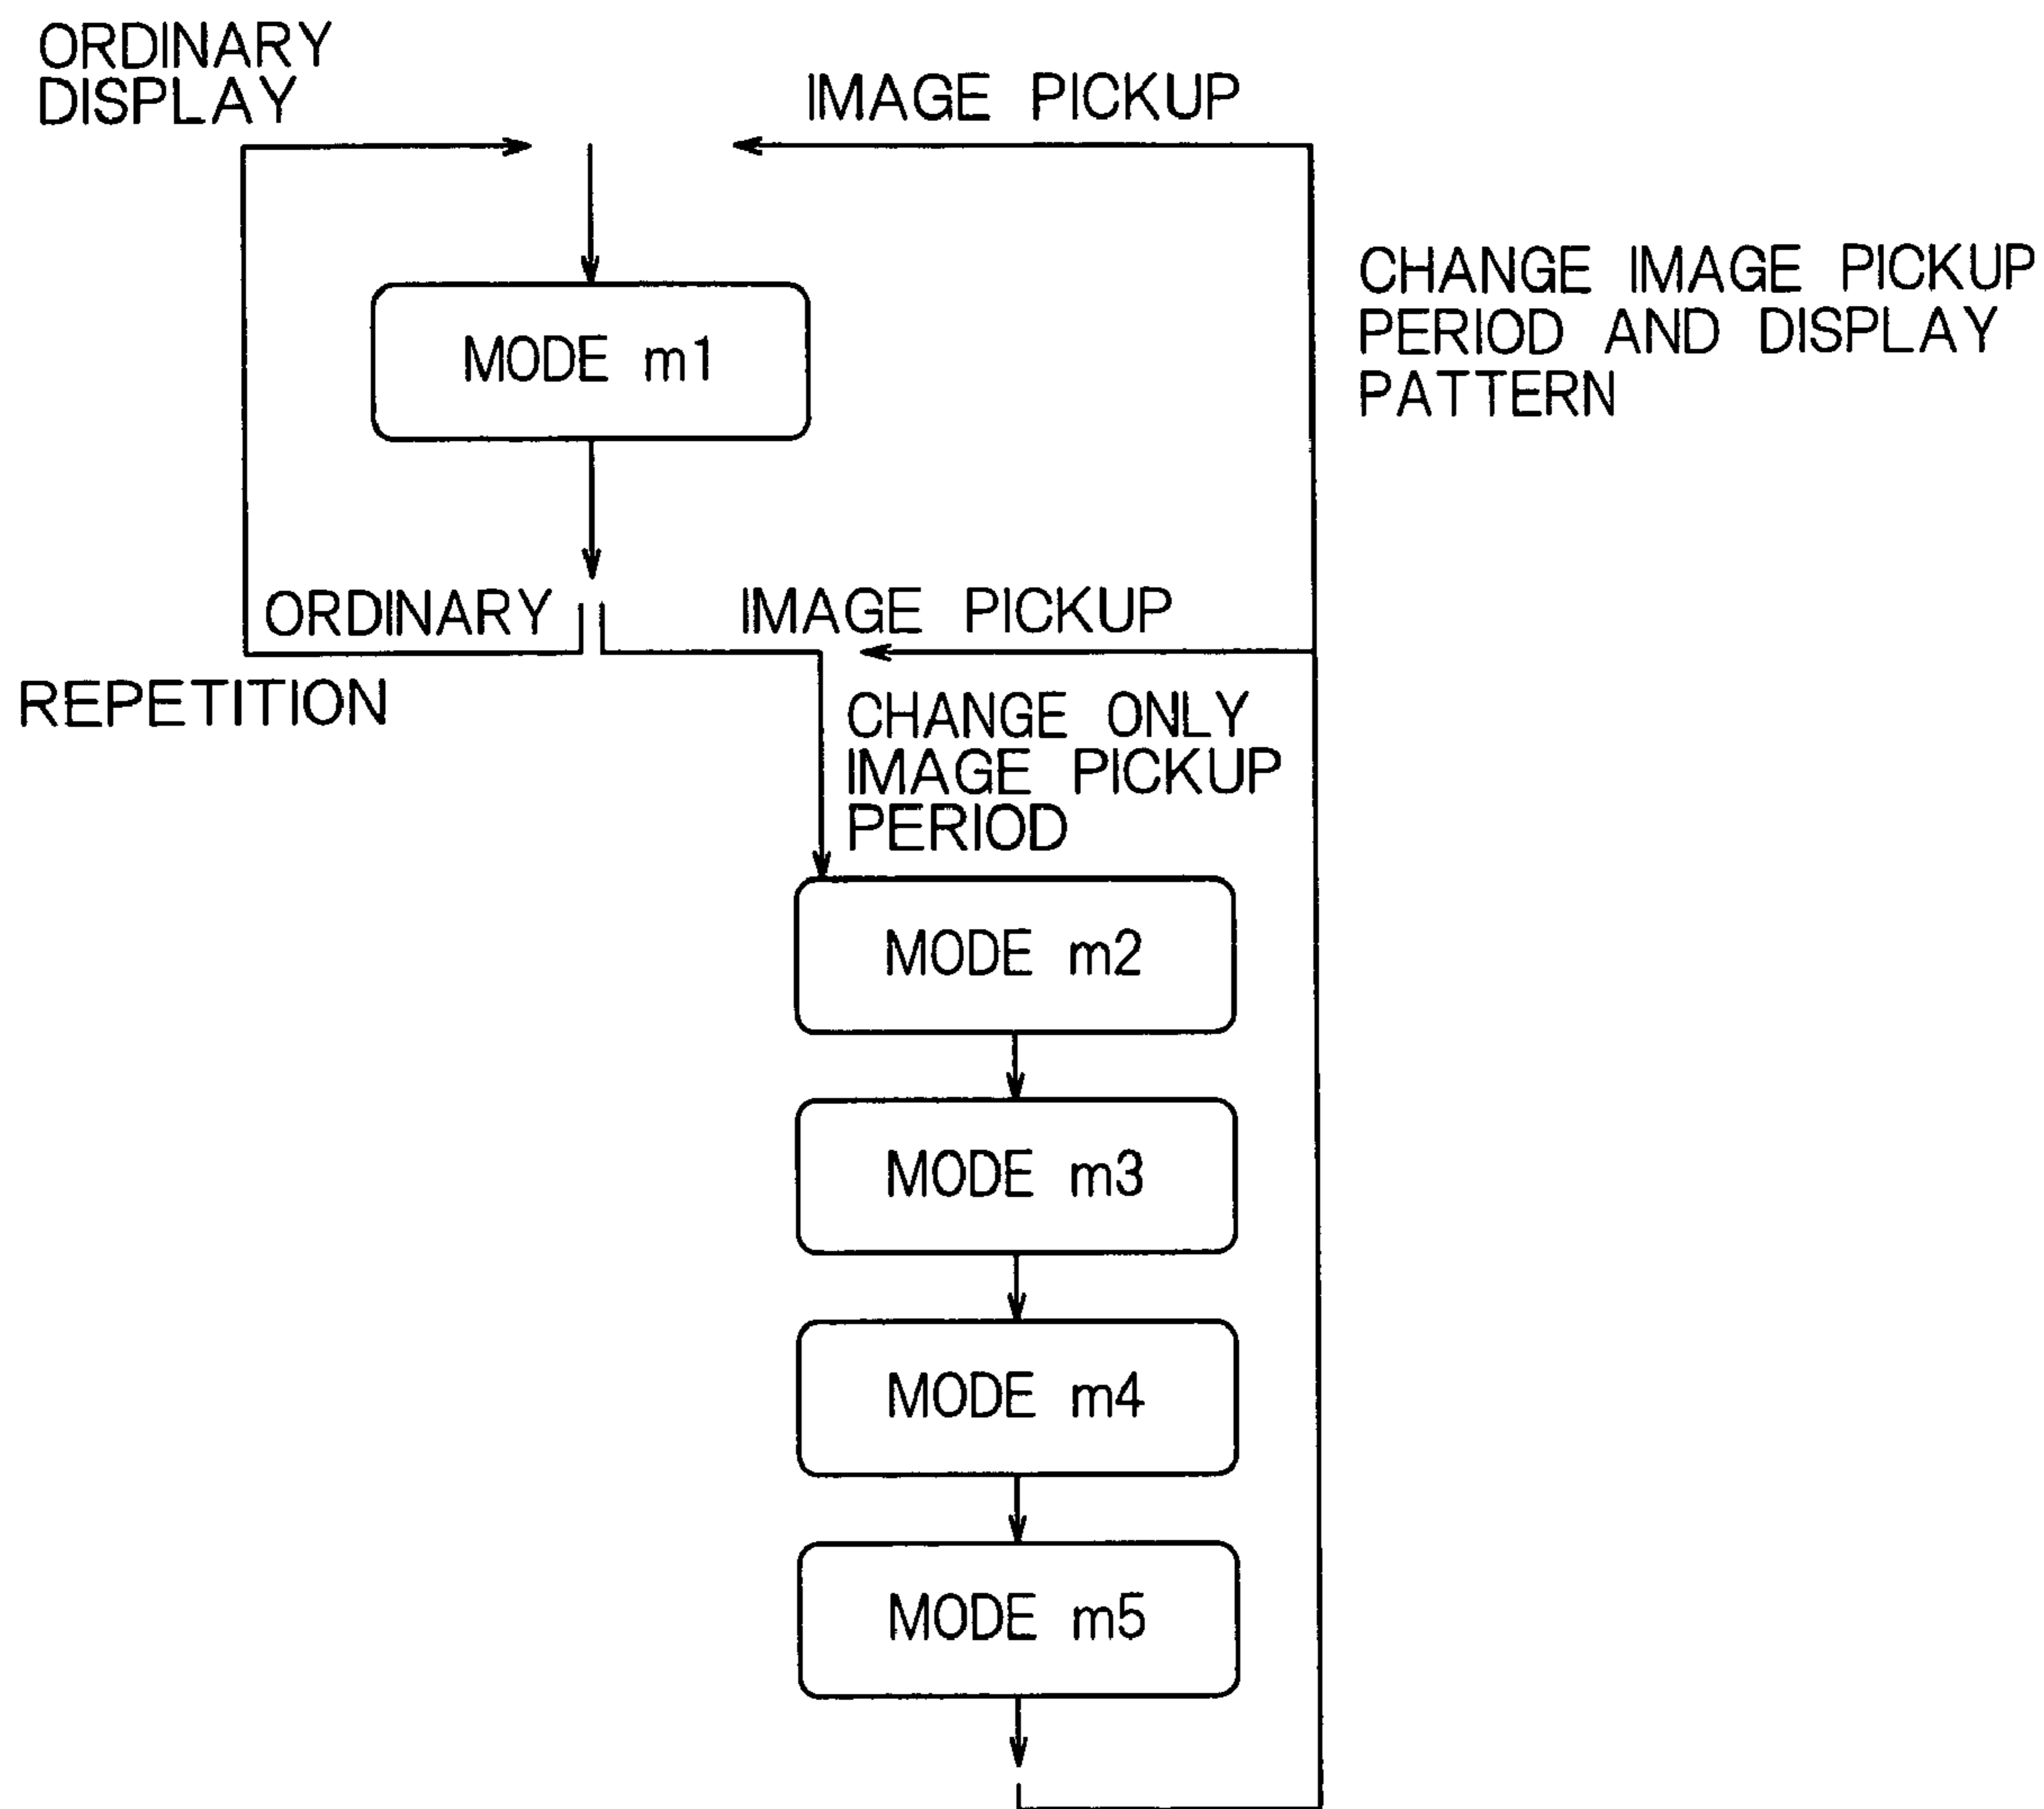 ORDINARY
DISPLAY
IMAGE PICKUP
CHANGE IMAGE PICKUP
PERIOD AND DISPLAY
PATTERN
MODE m1
ORDINARY
IMAGE PICKUP
REPETITION
CHANGE ONLY
IMAGE PICKUP
PERIOD
MODE m2
MODE m3
MODE m4
MODE m5